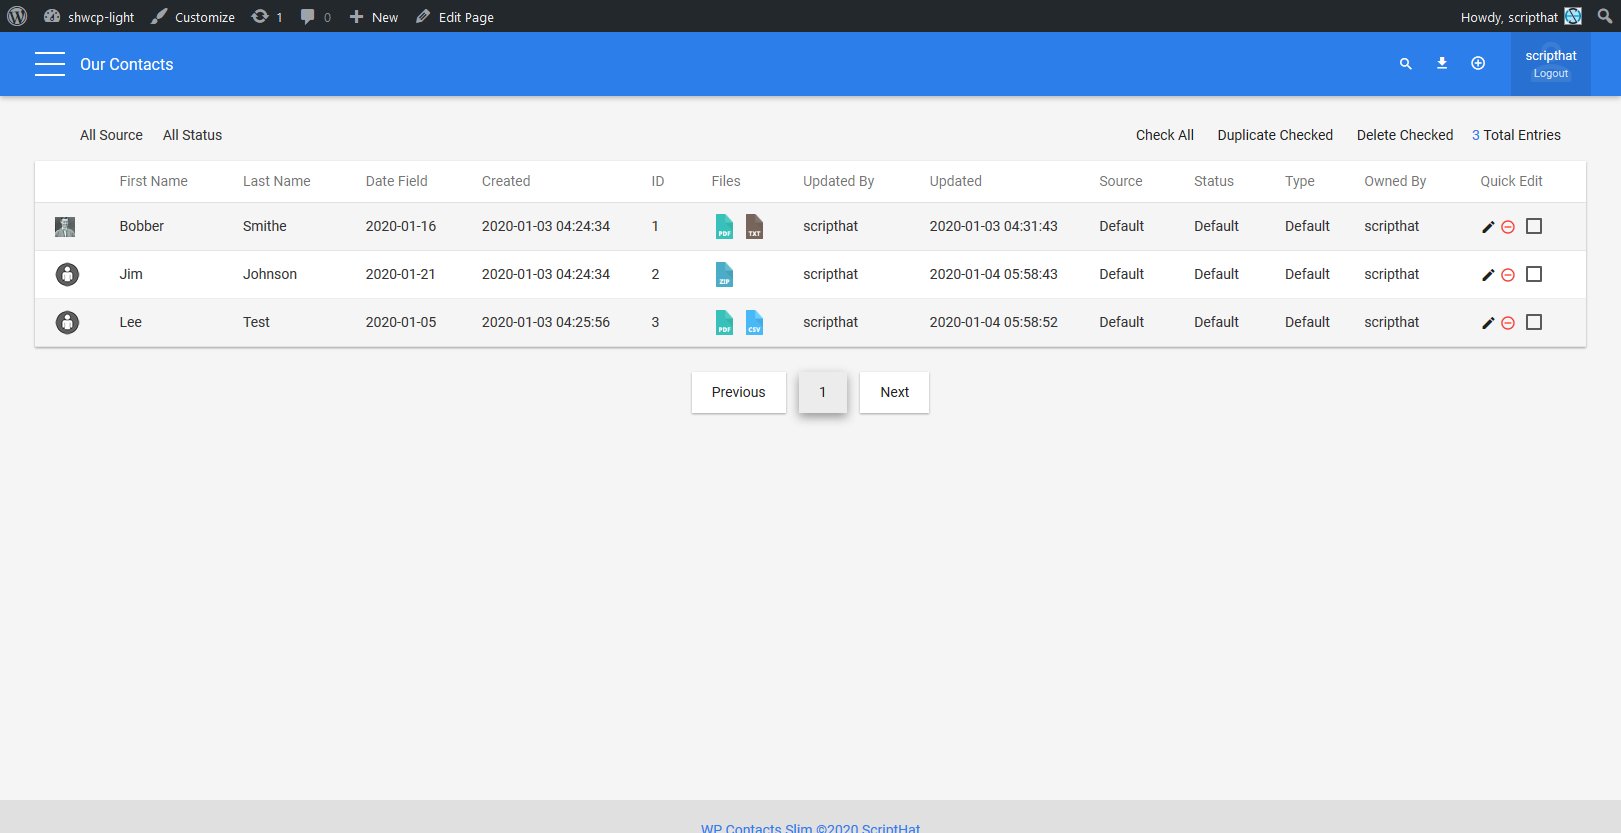 shwcp-light Customize 1 0 New Edit Page Howdy, scripthat
Our Contacts scripthat
Logout
All Source All Status Check All Duplicate Checked Delete Checked 3 Total Entries
First Name Last Name Date Field Created ID Files Updated By Updated Source Status Type Owned By Quick Edit
Bobber Smithe 2020-01-16 2020-01-03 04:24:34 1 PDF TXT scripthat 2020-01-03 04:31:43 Default Default Default scripthat
Jim Johnson 2020-01-21 2020-01-03 04:24:34 2 ZIP scripthat 2020-01-04 05:58:43 Default Default Default scripthat
Lee Test 2020-01-05 2020-01-03 04:25:56 3 PDF CSV scripthat 2020-01-04 05:58:52 Default Default Default scripthat
Previous 1 Next
WP Contacts Slim ©2020 ScriptHat